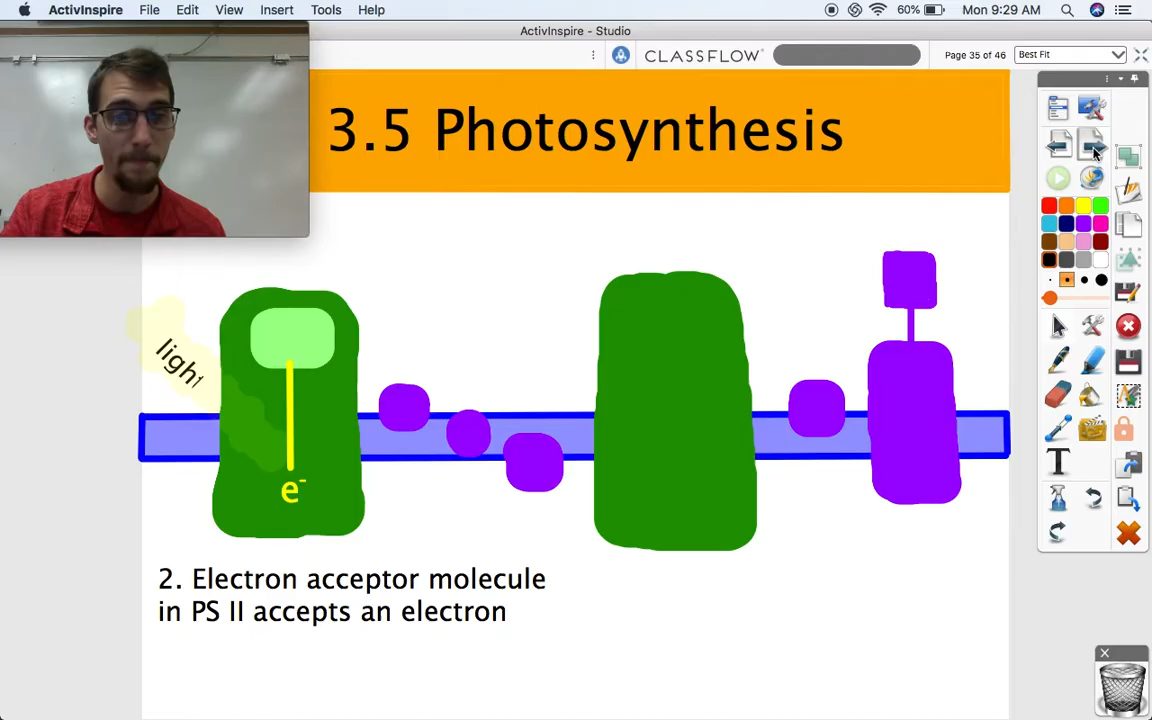 ActivInspire File Edit View Insert Tools Help 60% Mon 9:29 AM
ActivInspire - Studio
CLASSFLOW Page 35 of 46 Best Fit
3.5 Photosynthesis
light
e-
2. Electron acceptor molecule
in PS II accepts an electron
T